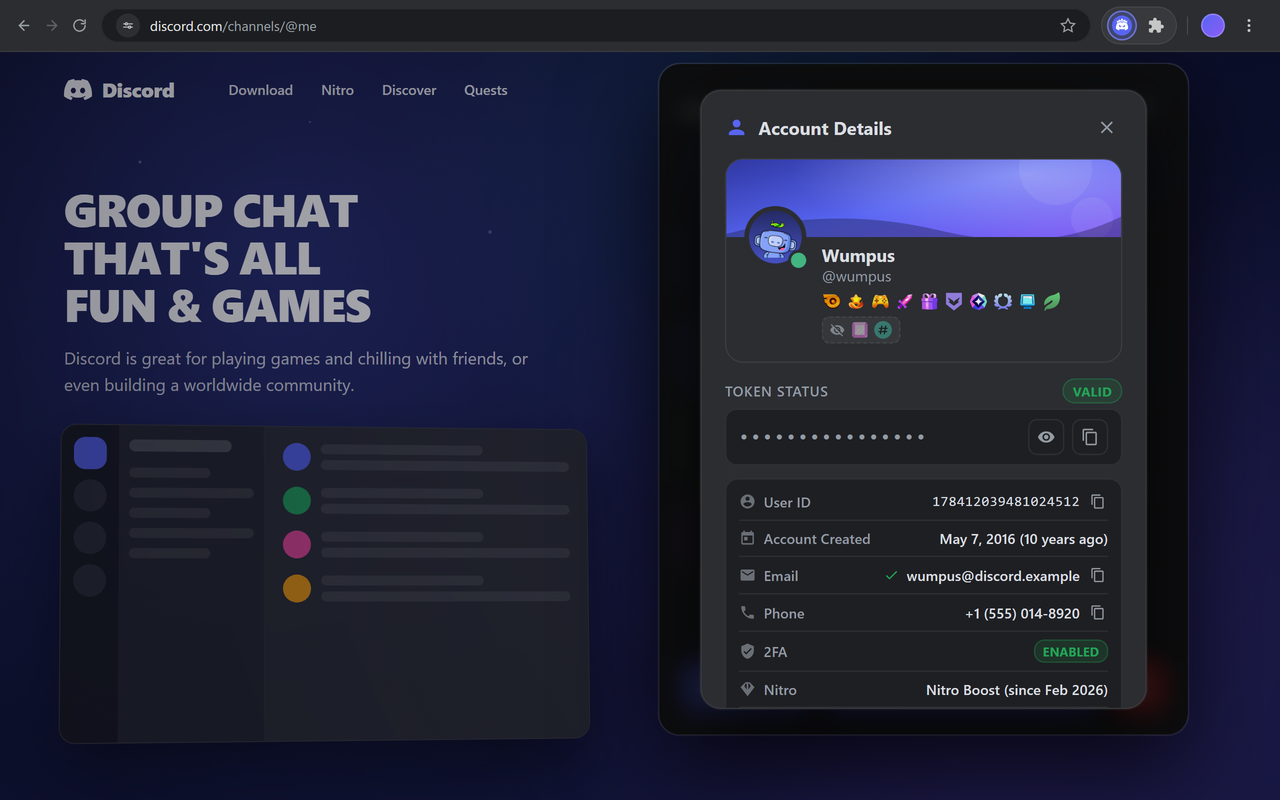 discord.com/channels/@me
Discord
Download
Nitro
Discover
Quests
GROUP CHAT
THAT'S ALL
FUN & GAMES
Discord is great for playing games and chilling with friends, or
even building a worldwide community.
Account Details
Wumpus
@wumpus
TOKEN STATUS
VALID
User ID
178412039481024512
Account Created
May 7, 2016 (10 years ago)
Email
wumpus@discord.example
Phone
+1 (555) 014-8920
2FA
ENABLED
Nitro
Nitro Boost (since Feb 2026)